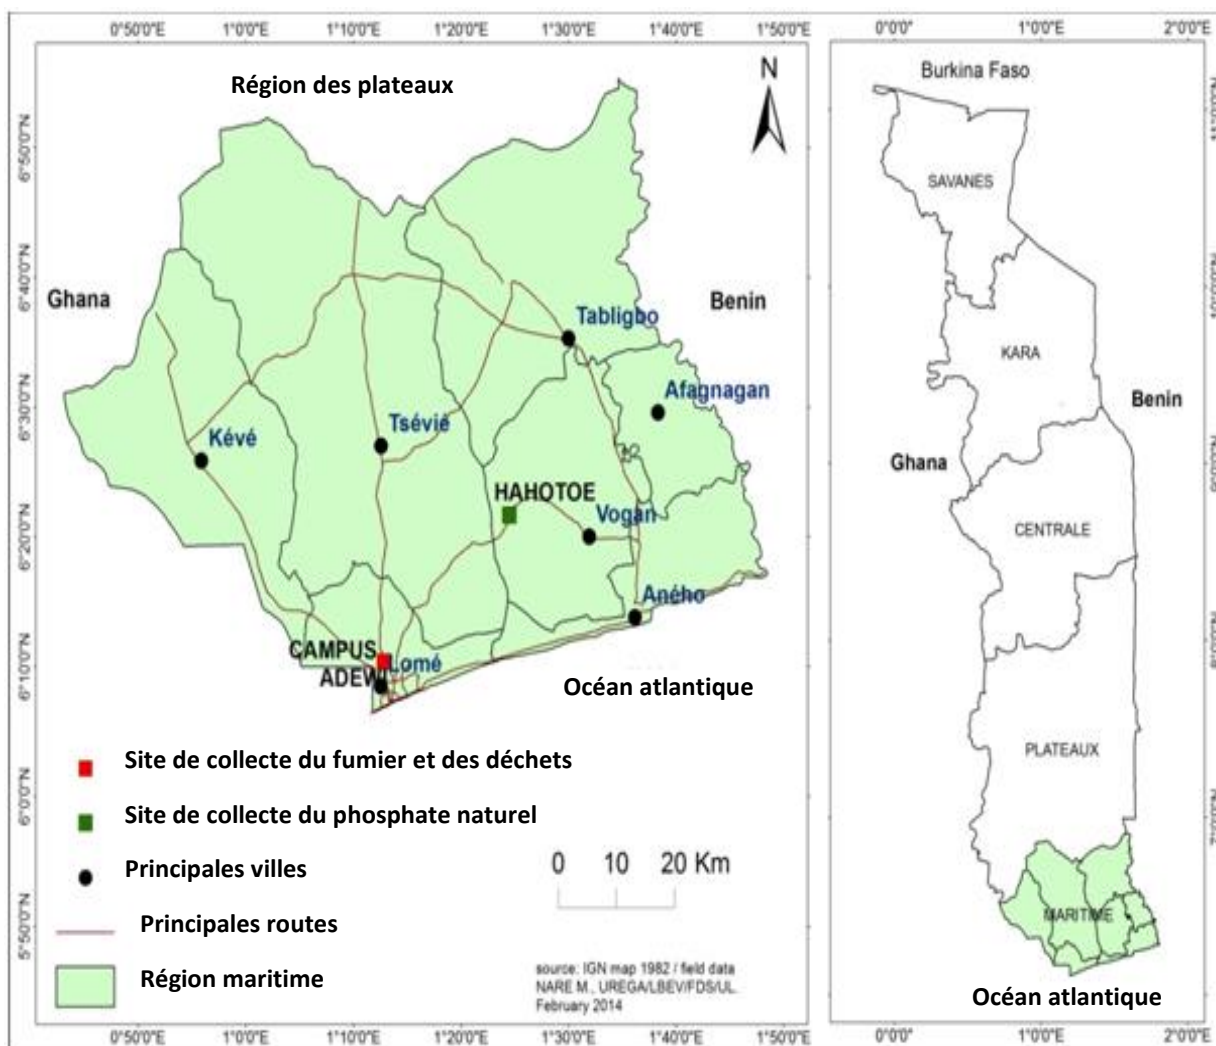 0°50'0"E 1°0'0"E 1°10'0"E 1°20'0"E 1°30'0"E 1°40'0"E 1°50'0"E
Région des plateaux
N
6°50'0"N
6°40'0"N
6°30'0"N
6°20'0"N
6°10'0"N
6°0'0"N
5°50'0"N
Ghana
Benin
Tabligbo
Afagnagan
Tsévié
Kévé
HAHOTOE
Vogan
Aného
CAMPUS
Lomé
ADEWI
Océan atlantique
Site de collecte du fumier et des déchets
Site de collecte du phosphate naturel
Principales villes
Principales routes
Région maritime
0 10 20 Km
source: IGN map 1982 / field data
NARE M., UREGA/LBEV/FDS/UL.
February 2014
0°50'0"E 1°0'0"E 1°10'0"E 1°20'0"E 1°30'0"E 1°40'0"E 1°50'0"E
0°0'0" 1°0'0"E 2°0'0"E
Burkina Faso
SAVANES
KARA
Benin
Ghana
CENTRALE
PLATEAUX
MARITIME
Océan atlantique
0°0'0" 1°0'0"E 2°0'0"E